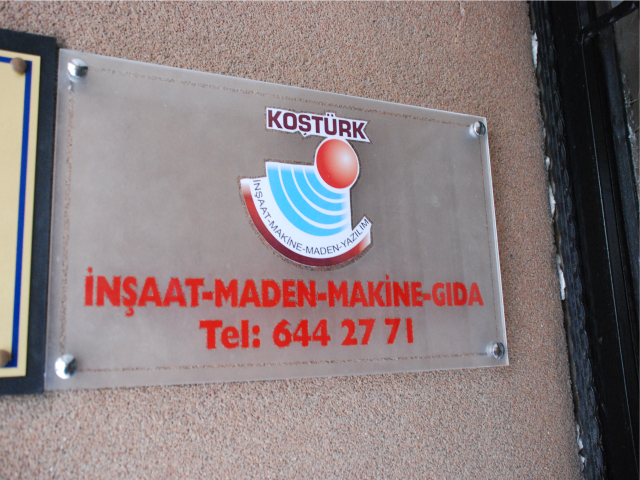 KOŞTÜRK
İNŞAAT-MAKİNE-MADEN-YAZILIM
İNŞAAT-MADEN-MAKİNE-GIDA
Tel: 644 27 71